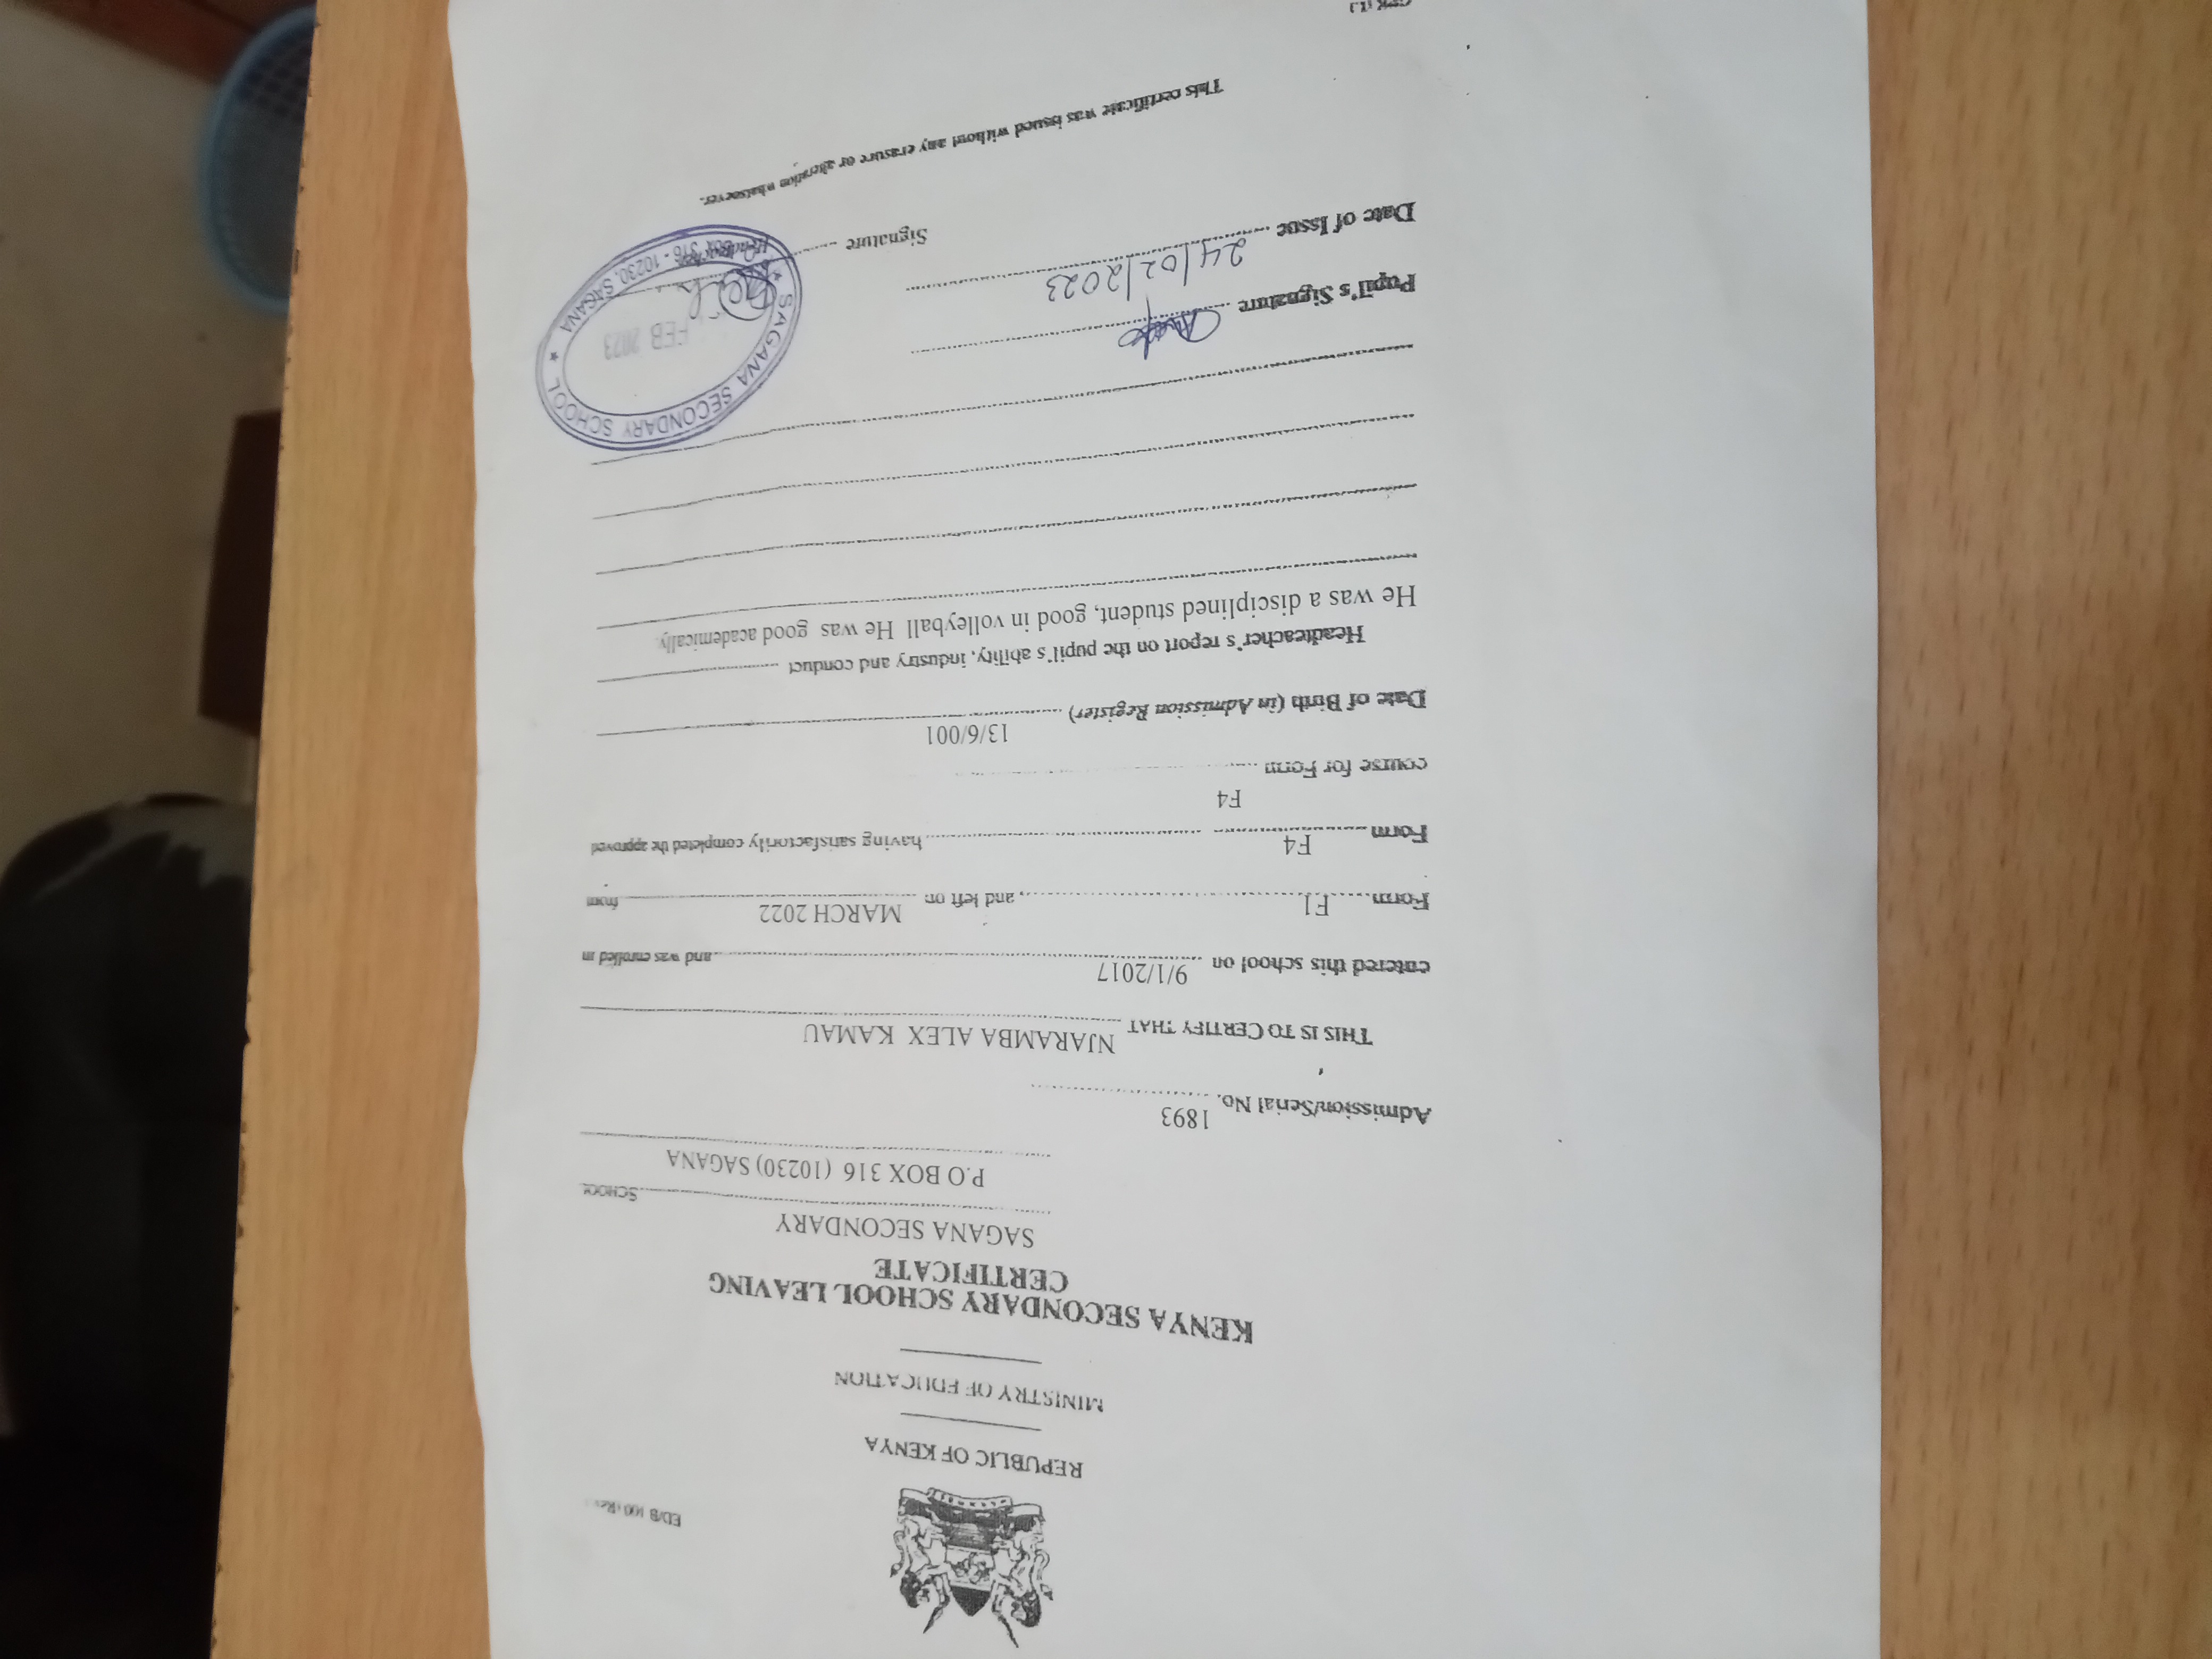 ED/B 100 (Rev.
REPUBLIC OF KENYA
MINISTRY OF EDUCATION
KENYA SECONDARY SCHOOL LEAVING
CERTIFICATE
SAGANA SECONDARY SCHOOL
P.O BOX 316 (10230) SAGANA
Admission/Serial No. 1893
THIS IS TO CERTIFY THAT NJARAMBA ALEX KAMAU
entered this school on 9/1/2017 and was enrolled in
Form F1, and left on MARCH 2022 from
Form F4 having satisfactorily completed the approved
course for Form F4
Date of Birth (in Admission Register) 13/6/001
Headteacher's report on the pupil's ability, industry and conduct
He was a disciplined student, good in volleyball He was good academically.
Pupil's Signature
Date of Issue 24/02/2023
Signature
SAGANA SECONDARY SCHOOL
FEB 2023
316 - 10230, SAGANA
This certificate was issued without any erasure or alteration whatsoever.